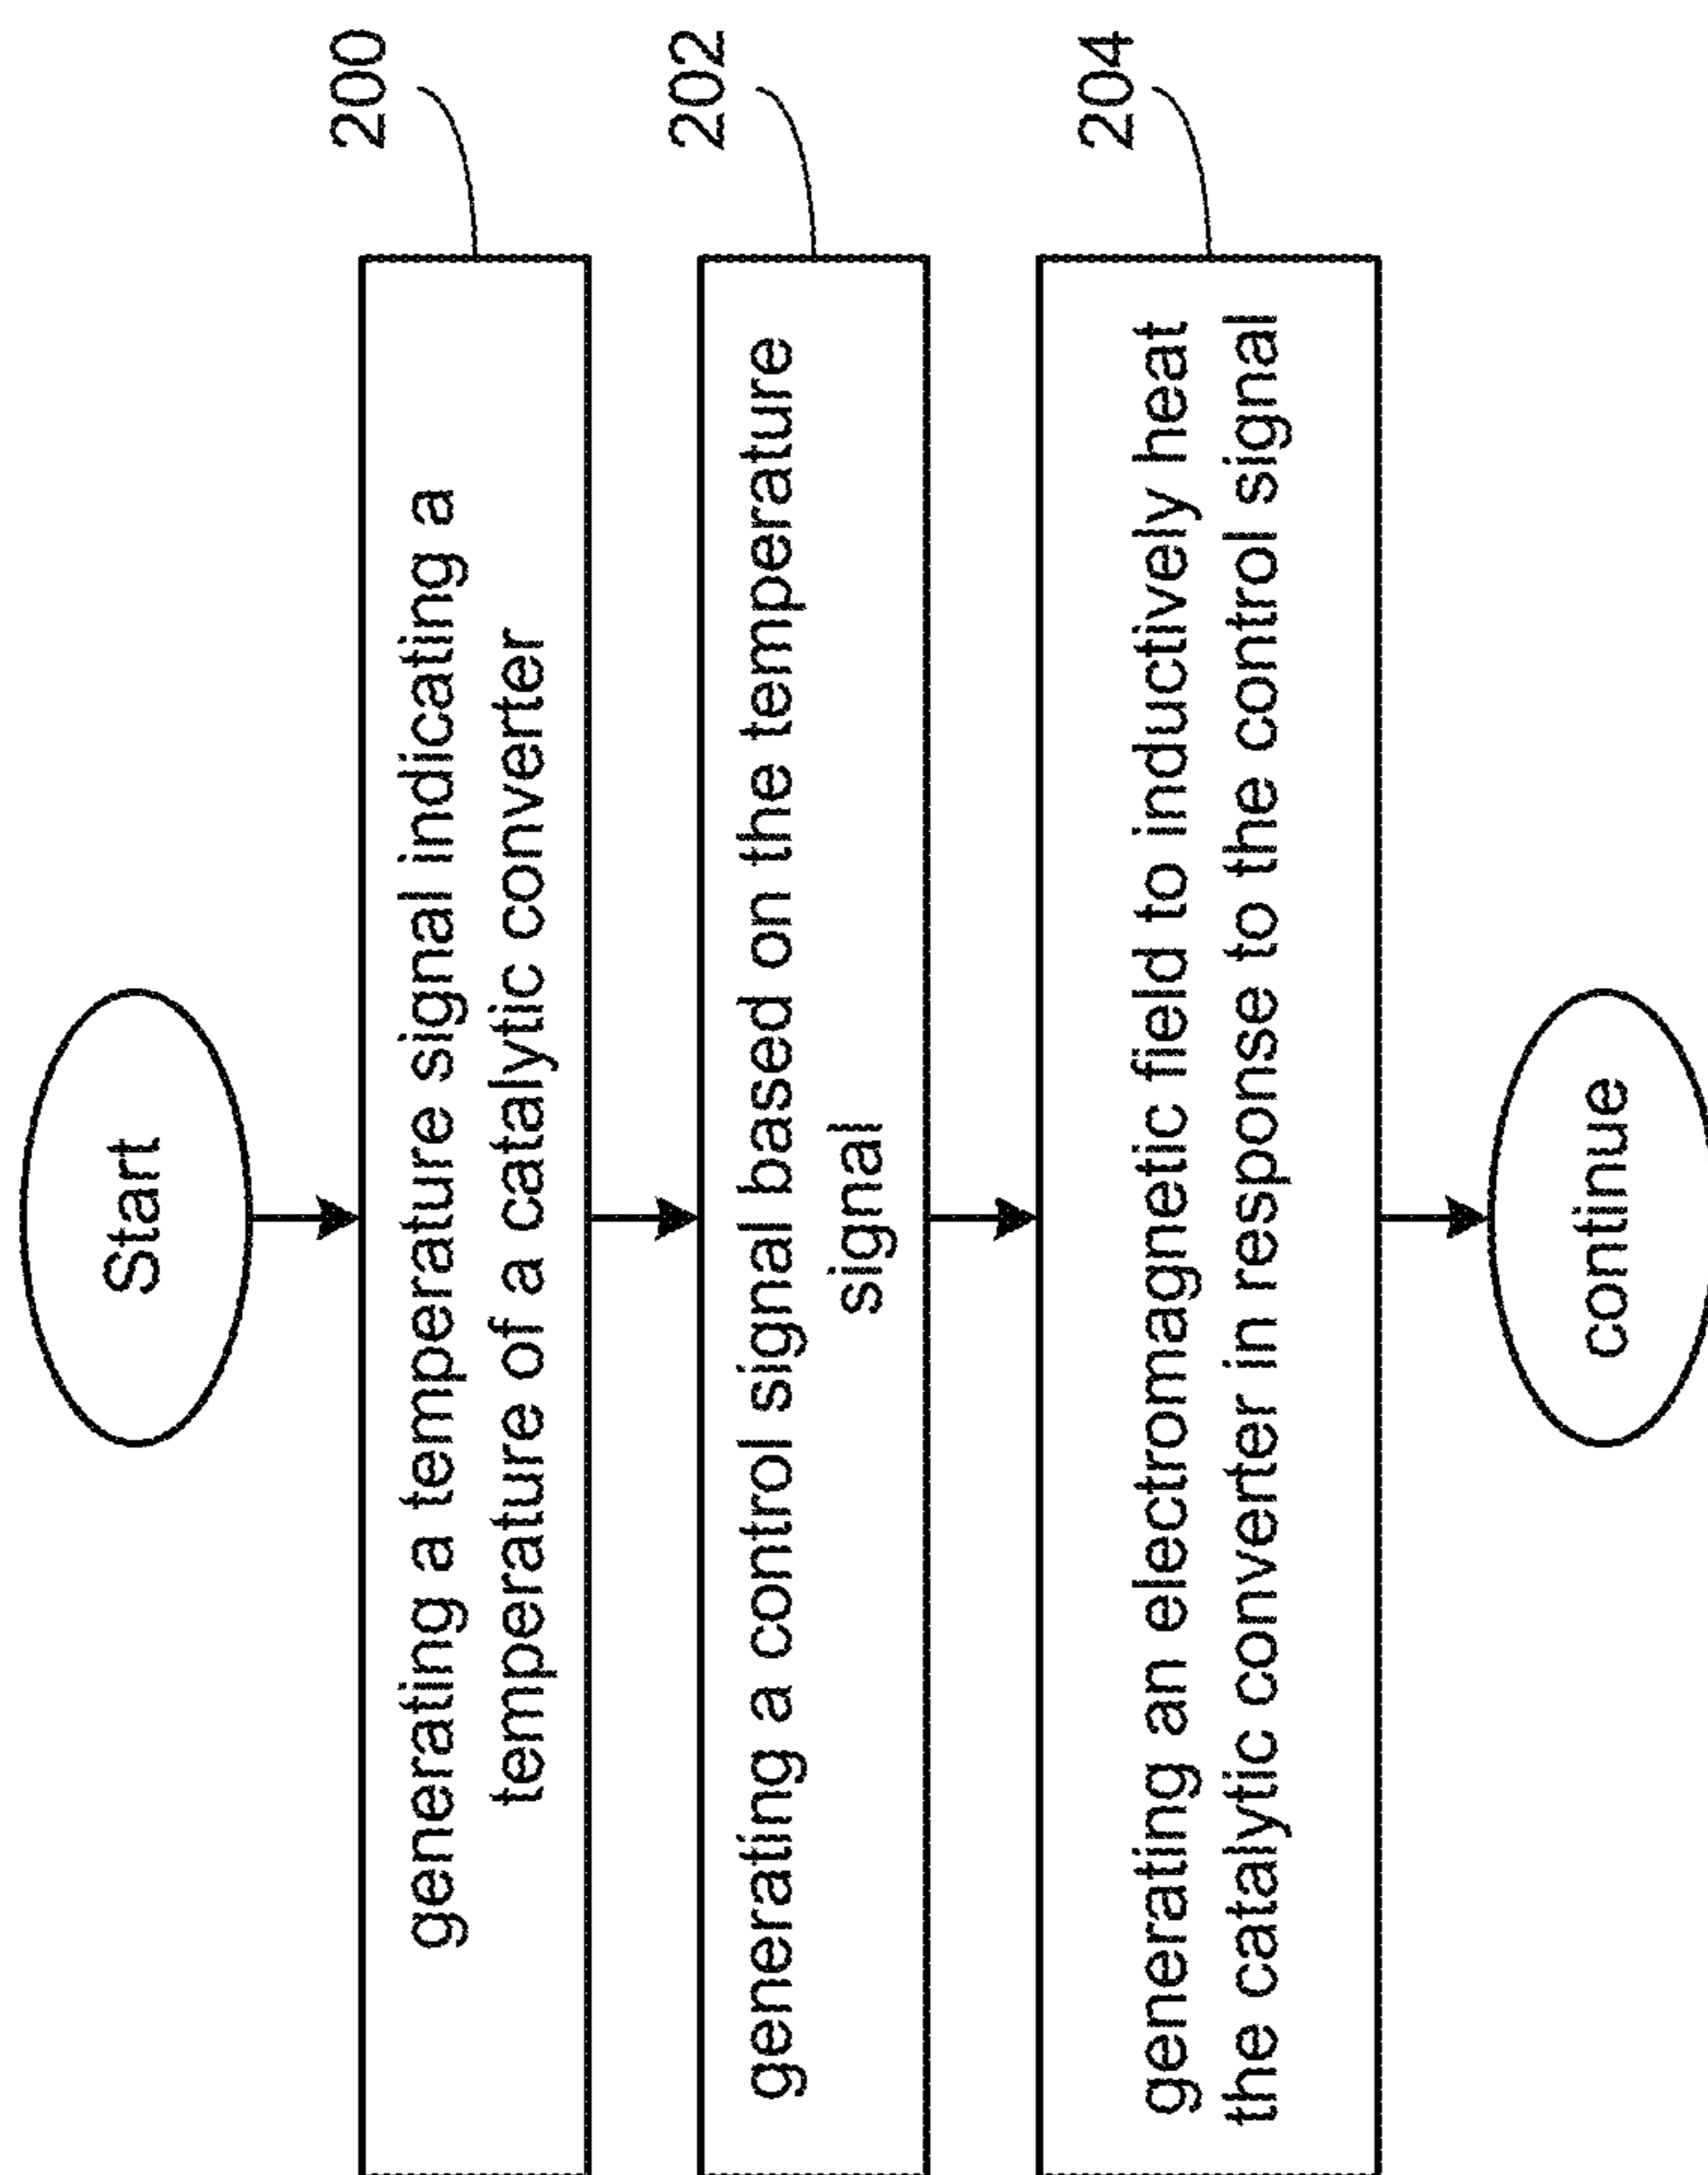 Start
200
generating a temperature signal indicating a
temperature of a catalytic converter
202
generating a control signal based on the temperature
signal
204
generating an electromagnetic field to inductively heat
the catalytic converter in response to the control signal
continue